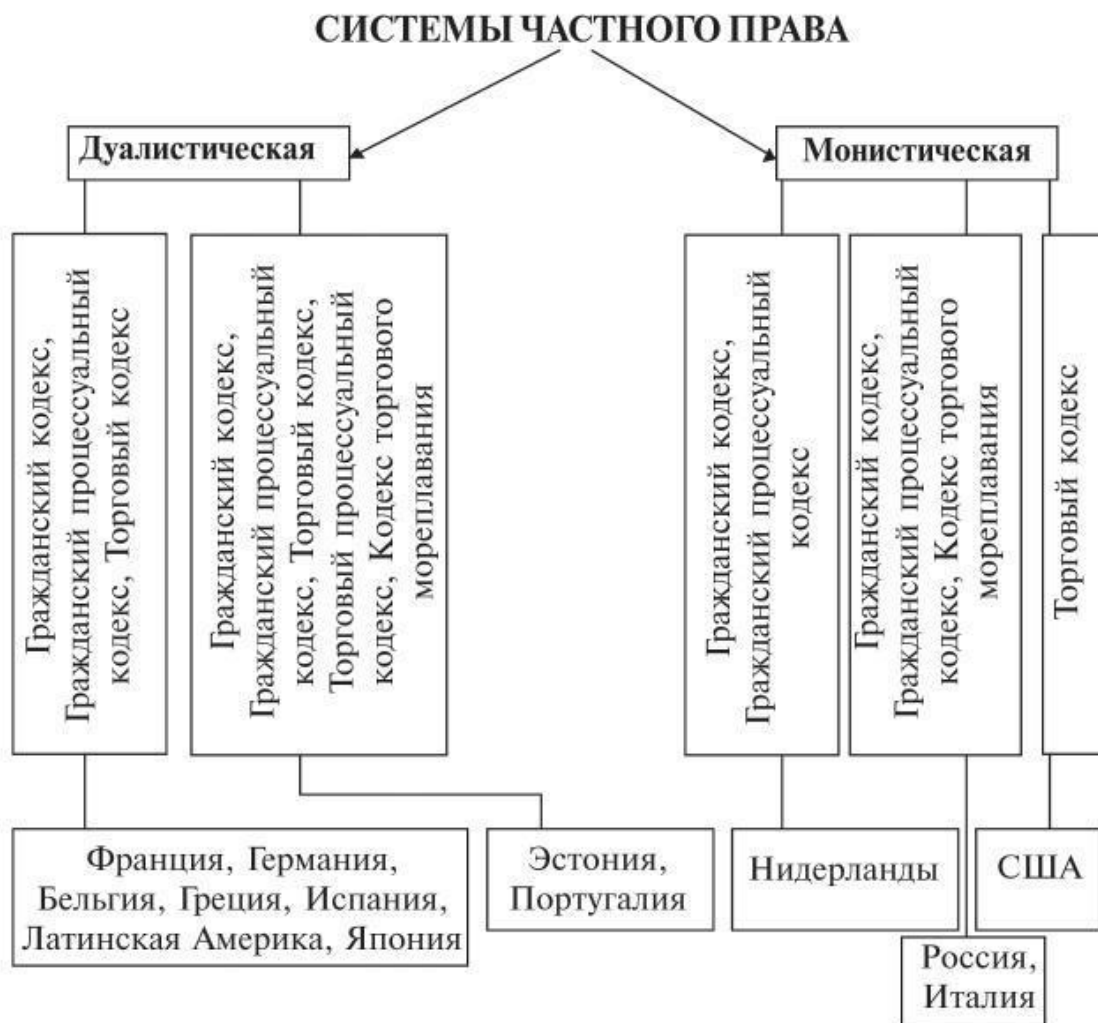 СИСТЕМЫ ЧАСТНОГО ПРАВА
Дуалистическая
Монистическая
Гражданский кодекс,
Гражданский процессуальный
кодекс, Торговый кодекс
Гражданский кодекс,
Гражданский процессуальный
кодекс, Торговый кодекс,
Торговый процессуальный
кодекс, Кодекс торгового
мореплавания
Гражданский кодекс,
Гражданский процессуальный
кодекс
Гражданский кодекс,
Гражданский процессуальный
кодекс, Кодекс торгового
мореплавания
Торговый кодекс
Франция, Германия,
Бельгия, Греция, Испания,
Латинская Америка, Япония
Эстония,
Португалия
Нидерланды
США
Россия,
Италия